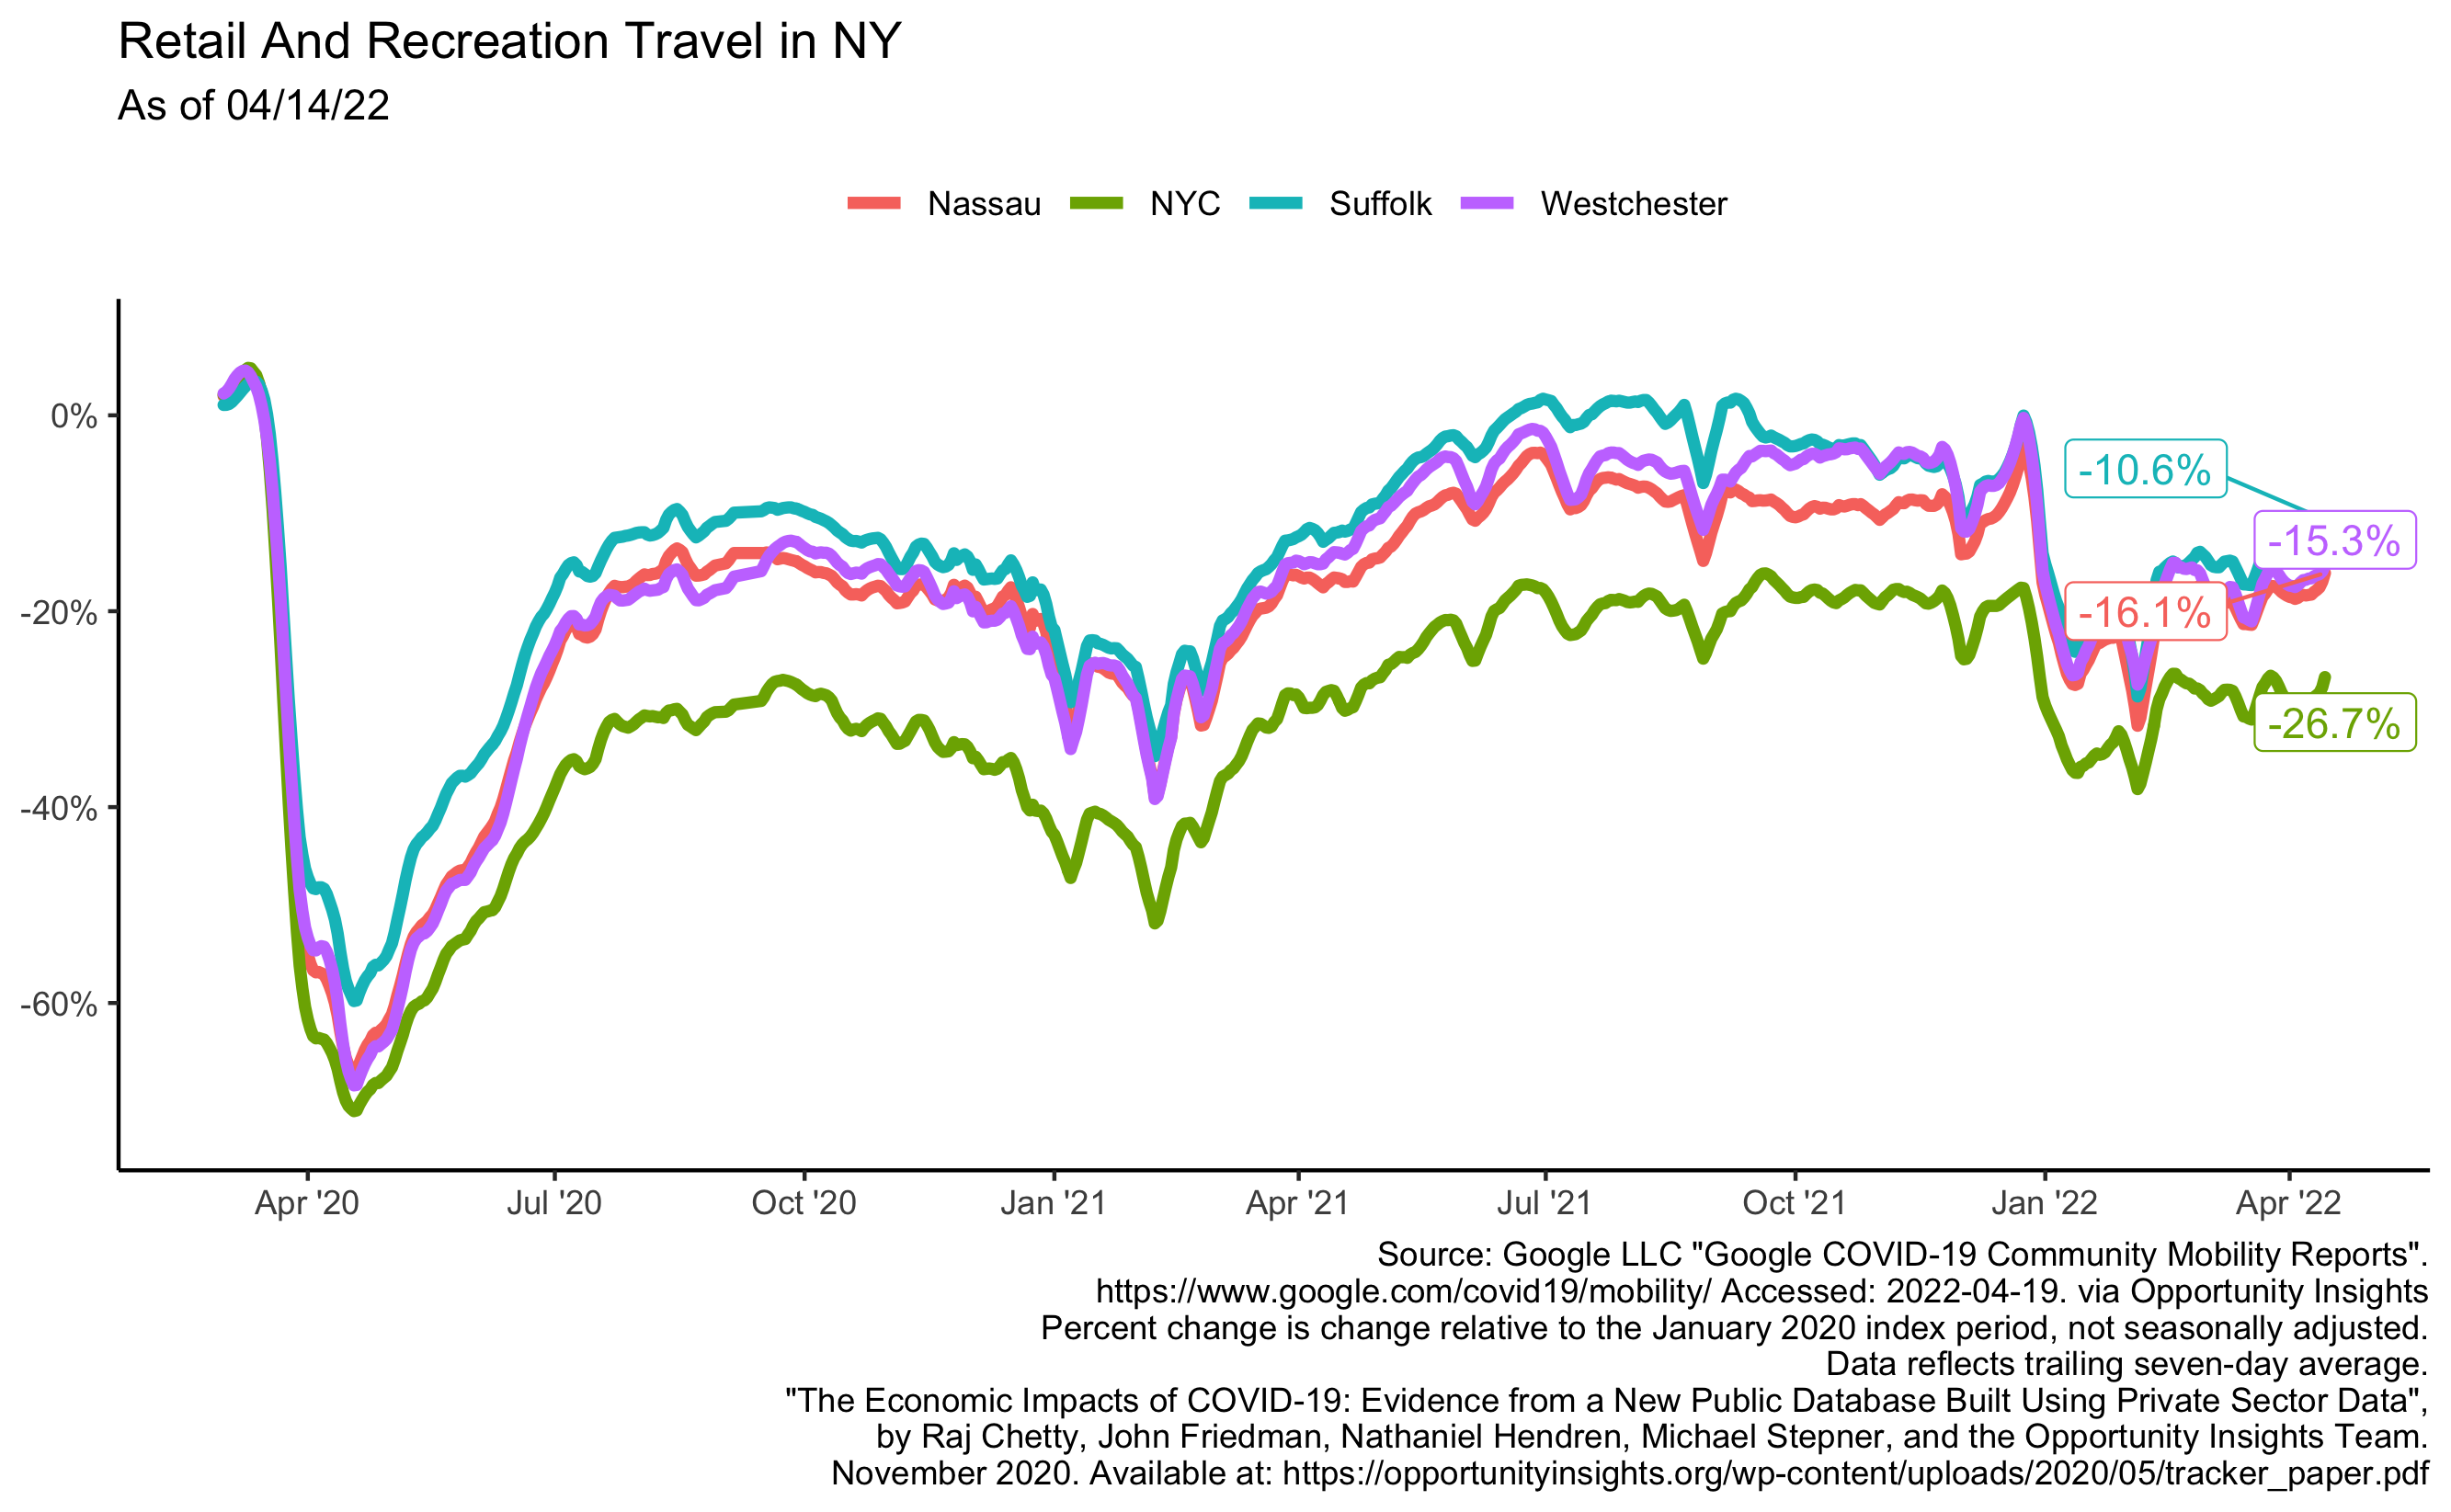 Retail And Recreation Travel in NY
As of 04/14/22
Nassau NYC Suffolk Westchester
0%
-20%
-40%
-60%
-10.6%
-15.3%
-16.1%
-26.7%
Apr '20 Jul '20 Oct '20 Jan '21 Apr '21 Jul '21 Oct '21 Jan '22 Apr '22
Source: Google LLC "Google COVID-19 Community Mobility Reports".
https://www.google.com/covid19/mobility/ Accessed: 2022-04-19. via Opportunity Insights
Percent change is change relative to the January 2020 index period, not seasonally adjusted.
Data reflects trailing seven-day average.
"The Economic Impacts of COVID-19: Evidence from a New Public Database Built Using Private Sector Data",
by Raj Chetty, John Friedman, Nathaniel Hendren, Michael Stepner, and the Opportunity Insights Team.
November 2020. Available at: https://opportunityinsights.org/wp-content/uploads/2020/05/tracker_paper.pdf